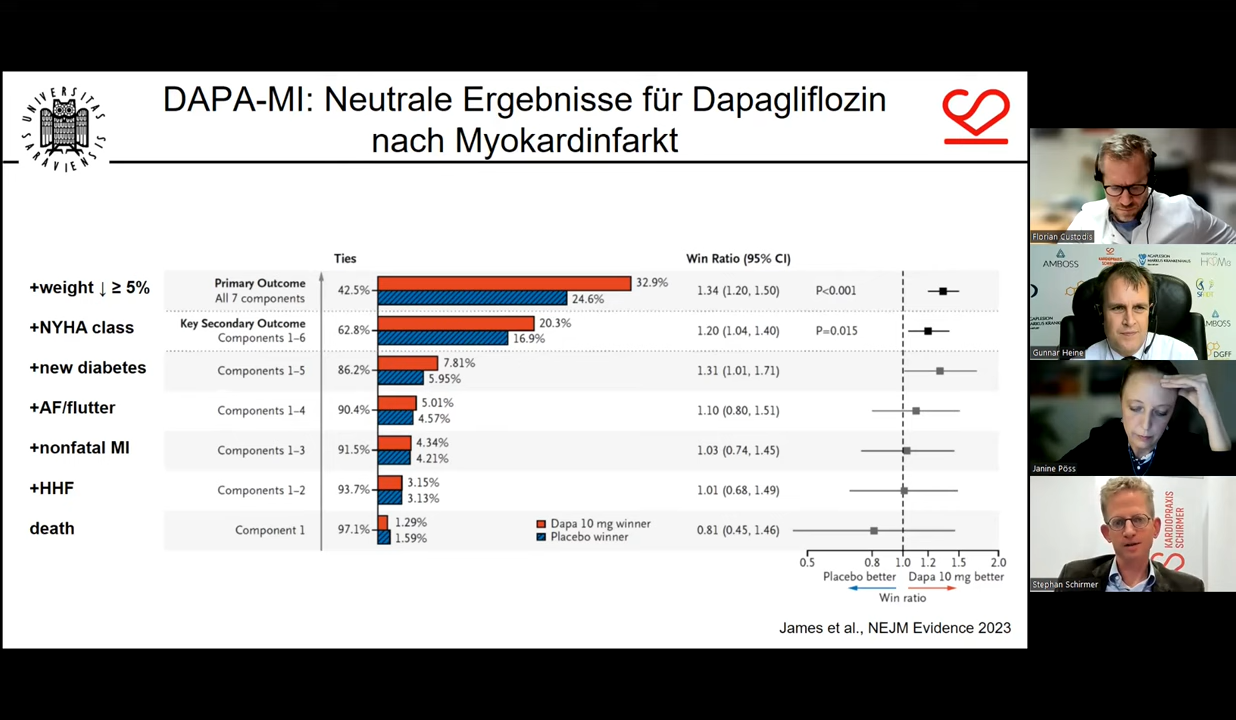 DAPA-MI: Neutrale Ergebnisse für Dapagliflozin
nach Myokardinfarkt
UNIVERSITAS
SARAVIENSIS
Ties
Win Ratio (95% CI)
+weight ↓ ≥ 5%
Primary Outcome
All 7 components
42.5%
32.9%
24.6%
1.34 (1.20, 1.50)
P<0.001
+NYHA class
Key Secondary Outcome
Components 1–6
62.8%
20.3%
16.9%
1.20 (1.04, 1.40)
P=0.015
+new diabetes
Components 1–5
86.2%
7.81%
5.95%
1.31 (1.01, 1.71)
+AF/flutter
Components 1–4
90.4%
5.01%
4.57%
1.10 (0.80, 1.51)
+nonfatal MI
Components 1–3
91.5%
4.34%
4.21%
1.03 (0.74, 1.45)
+HHF
Components 1–2
93.7%
3.15%
3.13%
1.01 (0.68, 1.49)
death
Component 1
97.1%
1.29%
1.59%
Dapa 10 mg winner
Placebo winner
0.81 (0.45, 1.46)
0.5 0.8 1.0 1.2 1.5 2.0
Placebo better Dapa 10 mg better
Win ratio
James et al., NEJM Evidence 2023
Florian Custodis
AMBOSS
KARDIOPRAXIS
SCHIRMER
AGAPLESION
MARKUS KRANKENHAUS
AMBOSS
DGFF
Gunnar Heine
Janine Pöss
KARDIOPRAXIS
SCHIRMER
Stephan Schirmer